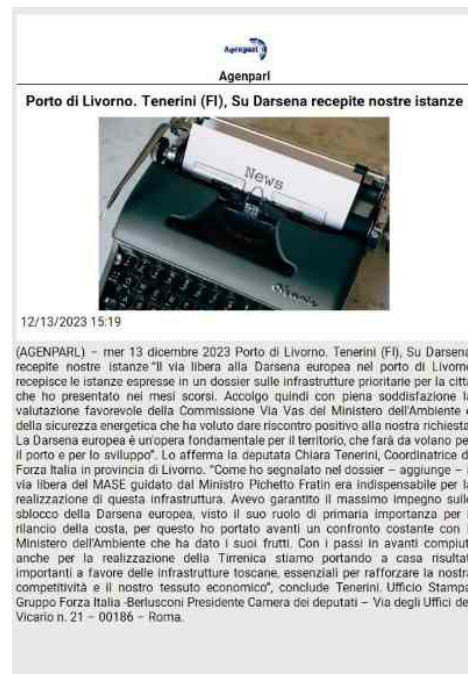 Agenparl
Agenparl
Porto di Livorno. Tenerini (FI), Su Darsena recepite nostre istanze
News
Olympia
12/13/2023 15:19
(AGENPARL) – mer 13 dicembre 2023 Porto di Livorno. Tenerini (FI), Su Darsena
recepite nostre istanze "Il via libera alla Darsena europea nel porto di Livorno
recepisce le istanze espresse in un dossier sulle infrastrutture prioritarie per la citt
che ho presentato nei mesi scorsi. Accolgo quindi con piena soddisfazione la
valutazione favorevole della Commissione Via Vas del Ministero dell'Ambiente e
della sicurezza energetica che ha voluto dare riscontro positivo alla nostra richiesta
La Darsena europea è un'opera fondamentale per il territorio, che farà da volano pe
il porto e per lo sviluppo". Lo afferma la deputata Chiara Tenerini, Coordinatrice d
Forza Italia in provincia di Livorno. "Come ho segnalato nel dossier – aggiunge –
via libera del MASE guidato dal Ministro Pichetto Fratin era indispensabile per la
realizzazione di questa infrastruttura. Avevo garantito il massimo impegno sullo
sblocco della Darsena europea, visto il suo ruolo di primaria importanza per i
rilancio della costa, per questo ho portato avanti un confronto costante con i
Ministero dell'Ambiente che ha dato i suoi frutti. Con i passi in avanti compiut
anche per la realizzazione della Tirrenica stiamo portando a casa risultat
importanti a favore delle infrastrutture toscane, essenziali per rafforzare la nostra
competitività e il nostro tessuto economico", conclude Tenerini. Ufficio Stampa
Gruppo Forza Italia -Berlusconi Presidente Camera dei deputati – Via degli Uffici de
Vicario n. 21 – 00186 – Roma.